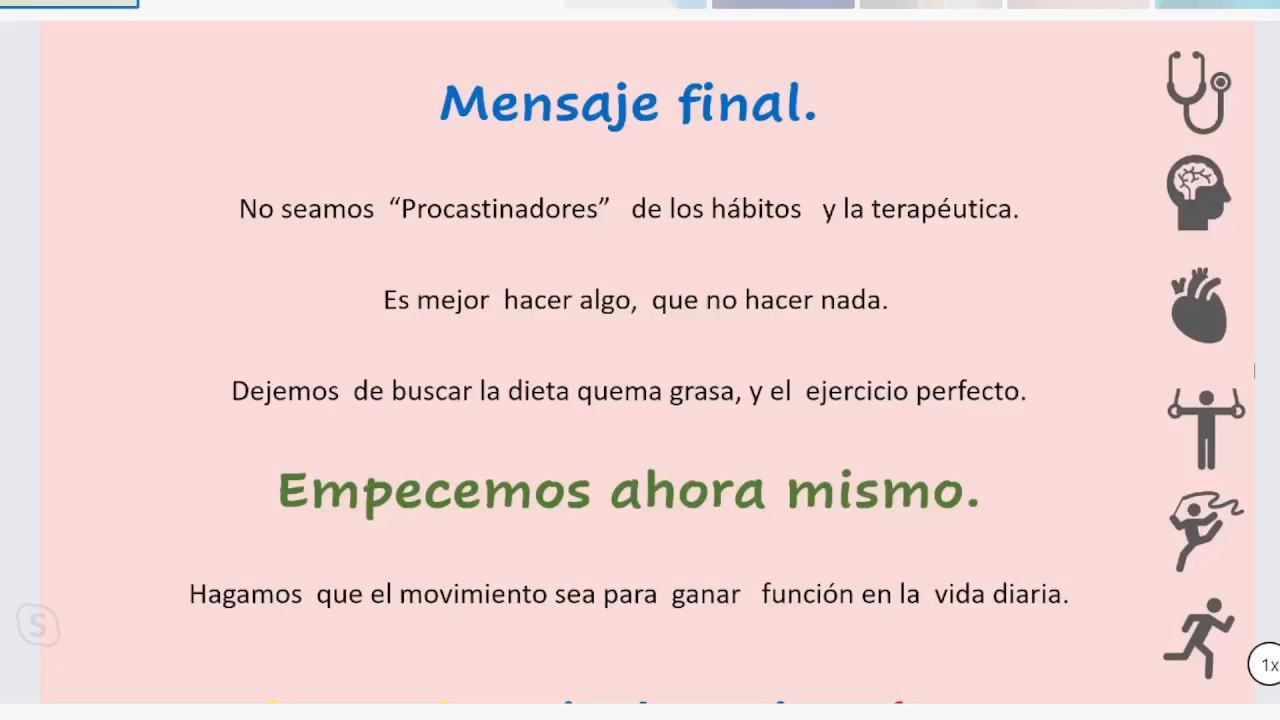 Mensaje final.
No seamos “Procastinadores” de los hábitos y la terapéutica.
Es mejor hacer algo, que no hacer nada.
Dejemos de buscar la dieta quema grasa, y el ejercicio perfecto.
Empecemos ahora mismo.
Hagamos que el movimiento sea para ganar función en la vida diaria.
S
1x